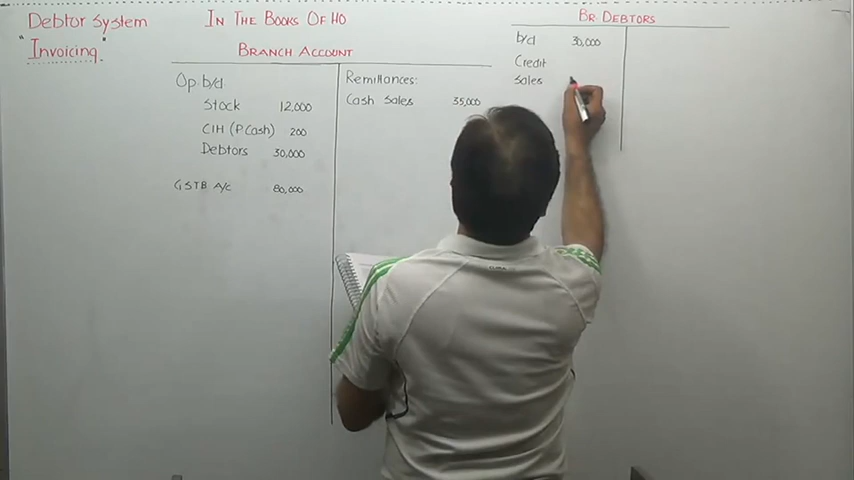 Debtor System
"Invoicing"
In The Books Of HO
Branch Account
Op. b/d.
Stock 12,000
CIH (P.Cash) 200
Debtors 30,000
GSTB A/c 80,000
Remittances:
Cash Sales 35,000
Br. Debtors
b/d 30,000
Credit
Sales